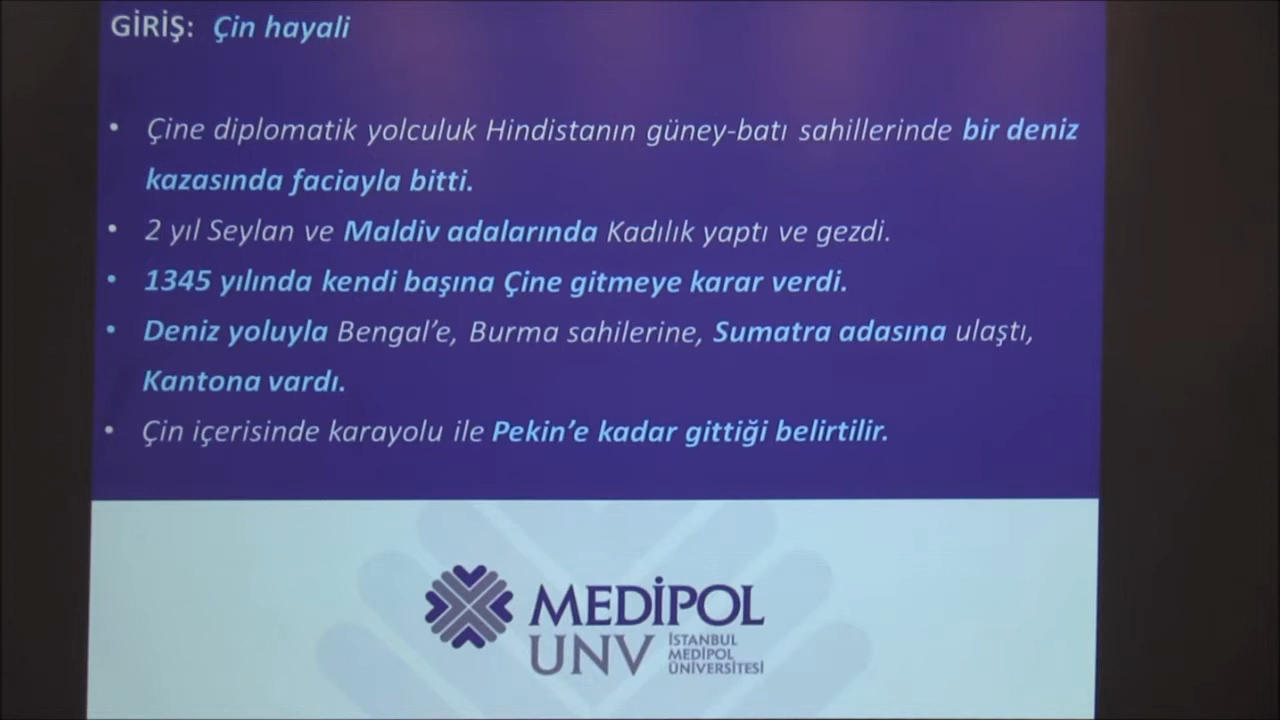 GİRİŞ: Çin hayali
• Çine diplomatik yolculuk Hindistanın güney-batı sahillerinde bir deniz
kazasında faciayla bitti.
• 2 yıl Seylan ve Maldiv adalarında Kadılık yaptı ve gezdi.
• 1345 yılında kendi başına Çine gitmeye karar verdi.
• Deniz yoluyla Bengal’e, Burma sahilerine, Sumatra adasına ulaştı,
Kantona vardı.
• Çin içerisinde karayolu ile Pekin’e kadar gittiği belirtilir.
MEDİPOL
UNV
İSTANBUL
MEDİPOL
ÜNİVERSİTESİ